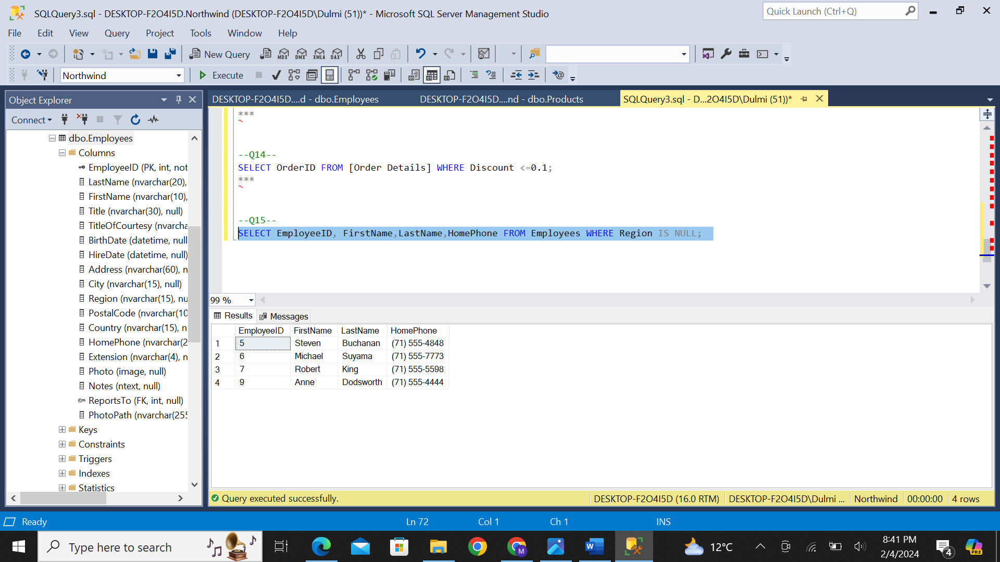 SQLQuery3.sql - DESKTOP-F2O4I5D.Northwind (DESKTOP-F2O4I5D\Dulmi (51))* - Microsoft SQL Server Management Studio
Quick Launch (Ctrl+Q)
File Edit View Query Project Tools Window Help
New Query MDX DMX XMLA DAX
Northwind Execute
Object Explorer
DESKTOP-F2O4I5D....d - dbo.Employees
DESKTOP-F2O4I5D....nd - dbo.Products
SQLQuery3.sql - D...2O4I5D\Dulmi (51))*
Connect
dbo.Employees
Columns
EmployeeID (PK, int, not
LastName (nvarchar(20),
FirstName (nvarchar(10),
Title (nvarchar(30), null)
TitleOfCourtesy (nvarcha
BirthDate (datetime, null
HireDate (datetime, null)
Address (nvarchar(60), n
City (nvarchar(15), null)
Region (nvarchar(15), nu
PostalCode (nvarchar(10
Country (nvarchar(15), n
HomePhone (nvarchar(2
Extension (nvarchar(4), n
Photo (image, null)
Notes (ntext, null)
ReportsTo (FK, int, null)
PhotoPath (nvarchar(255
Keys
Constraints
Triggers
Indexes
Statistics
***
--Q14--
SELECT OrderID FROM [Order Details] WHERE Discount <=0.1;
***
--Q15--
SELECT EmployeeID, FirstName,LastName,HomePhone FROM Employees WHERE Region IS NULL;
99 %
Results Messages
EmployeeID FirstName LastName HomePhone
1 5 Steven Buchanan (71) 555-4848
2 6 Michael Suyama (71) 555-7773
3 7 Robert King (71) 555-5598
4 9 Anne Dodsworth (71) 555-4444
Query executed successfully. DESKTOP-F2O4I5D (16.0 RTM) DESKTOP-F2O4I5D\Dulmi ... Northwind 00:00:00 4 rows
Ready Ln 72 Col 1 Ch 1 INS
Type here to search
M
W
12°C
8:41 PM
2/4/2024
4
PRE